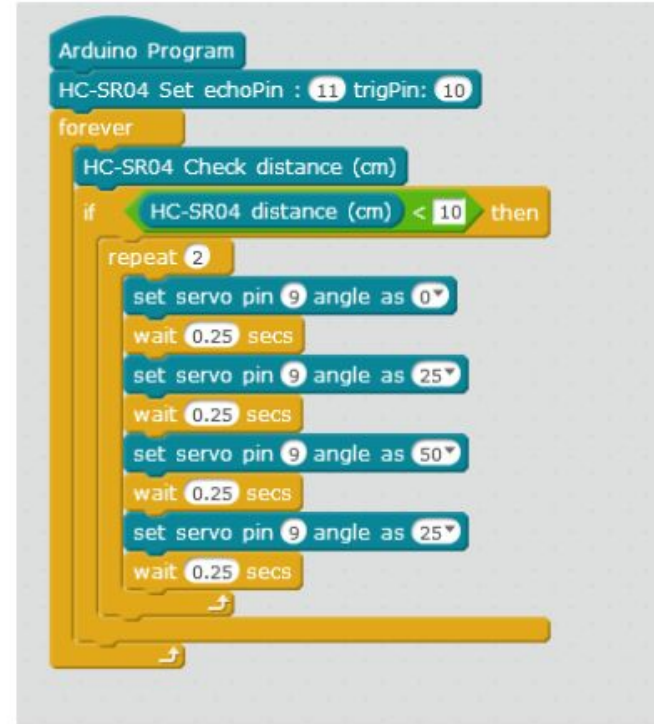 Arduino Program
HC-SR04 Set echoPin : 11 trigPin: 10
forever
HC-SR04 Check distance (cm)
if HC-SR04 distance (cm) < 10 then
repeat 2
set servo pin 9 angle as 0
wait 0.25 secs
set servo pin 9 angle as 25
wait 0.25 secs
set servo pin 9 angle as 50
wait 0.25 secs
set servo pin 9 angle as 25
wait 0.25 secs